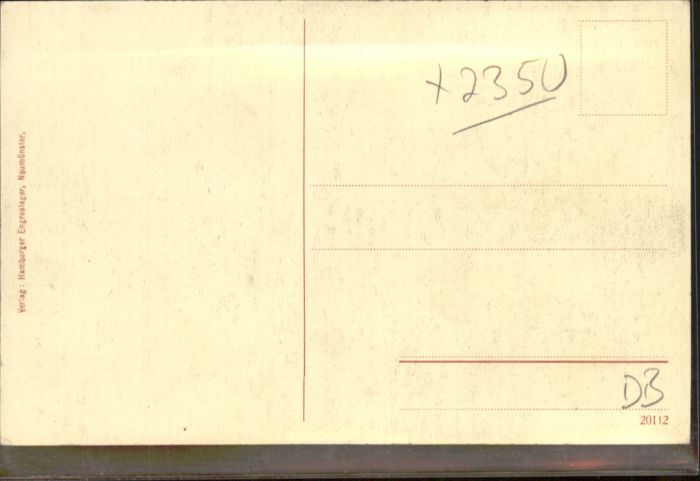 +2350
Verlag: Hamburger Engroslager, Neumünster.
DB
20112